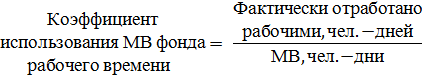 Коэффициент
использования МВ фонда
рабочего времени
=
Фактически отработано
рабочими, чел. −дней
МВ, чел. −дни